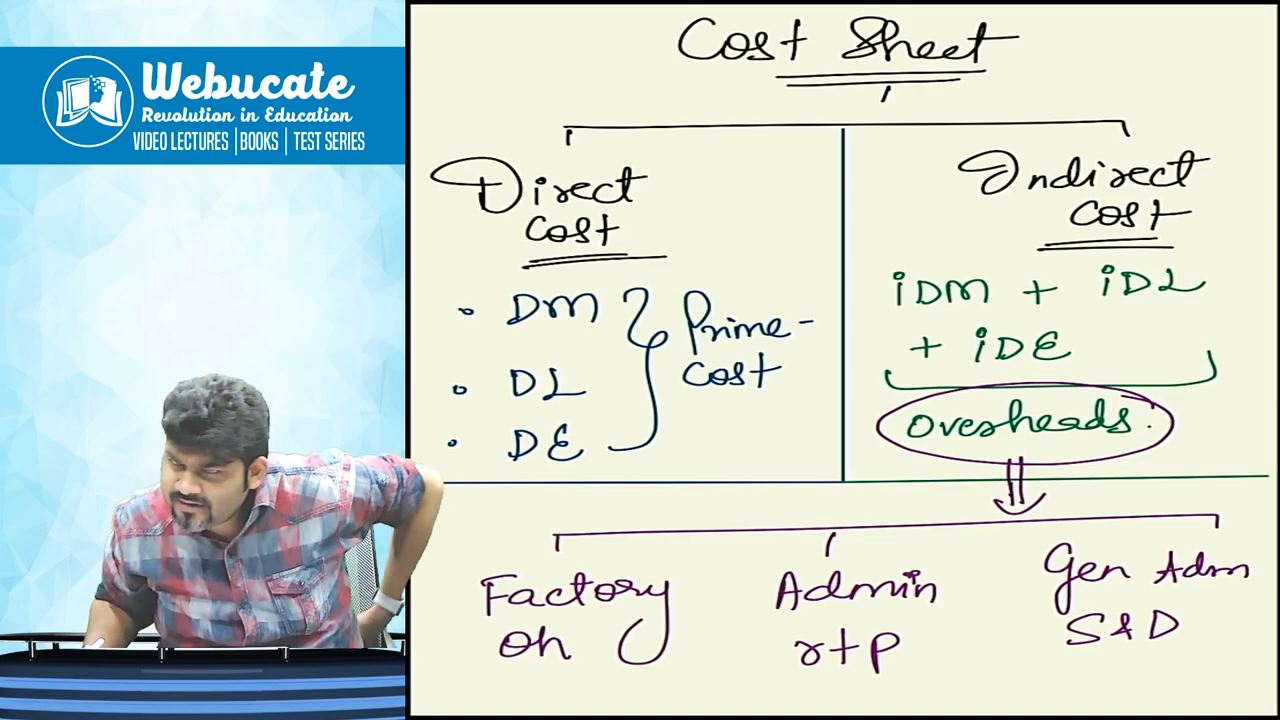 Webucate
Revolution in Education
VIDEO LECTURES | BOOKS | TEST SERIES
Cost Sheet
Direct
Cost
• DM
• DL
• DE
Prime-
Cost
Indirect
Cost
iDM + iDL
+ iDE
Overheads
Factory
Oh
Admin
r+p
Gen Adm
S&D